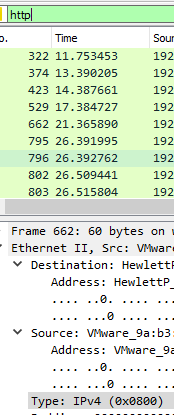 http
o. Time Sour
322 11.753453 192
374 13.390205 192
423 14.387661 192
529 17.384727 192
662 21.365890 192
795 26.391995 192
796 26.392762 192
802 26.509441 192
803 26.515804 192
Frame 662: 60 bytes on w
Ethernet II, Src: VMware
Destination: HewlettP_
Address: HewlettP_
.... ..0. .... ....
.... ...0 .... ....
Source: VMware_9a:b3:
Address: VMware_9a
.... ..0. .... ....
.... ...0 .... ....
Type: IPv4 (0x0800)